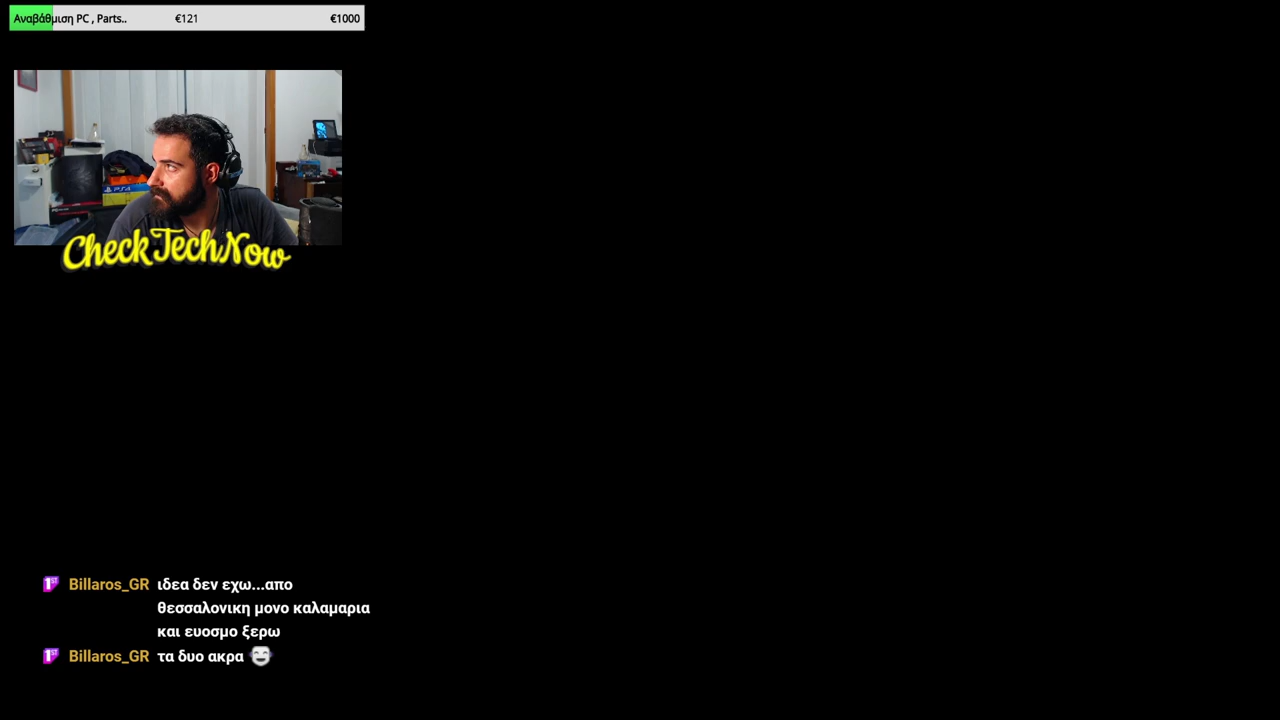 Αναβάθμιση PC , Parts.. €121 €1000
PS4
CheckTechNow
Billaros_GR ιδεα δεν εχω...απο
θεσσαλονικη μονο καλαμαρια
και ευοσμο ξερω
Billaros_GR τα δυο ακρα